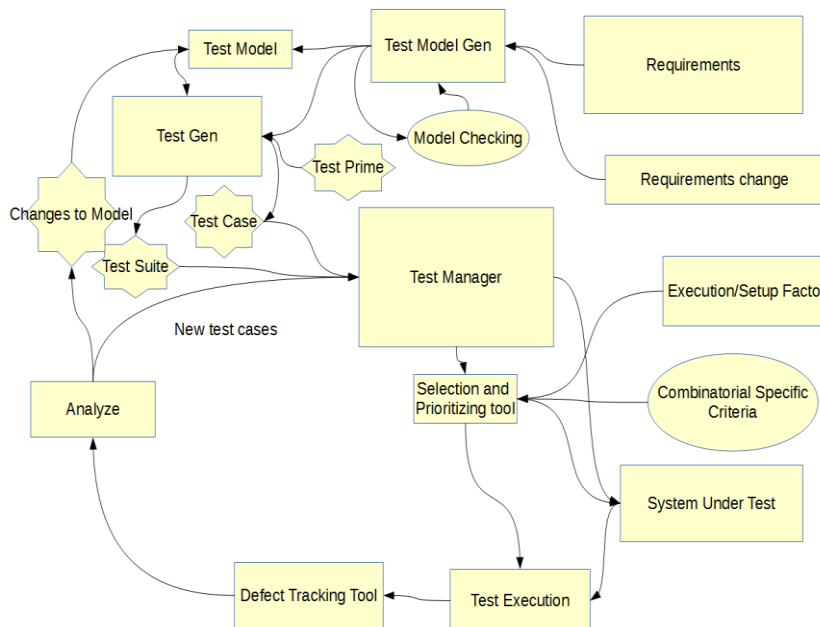 Test Model
Test Model Gen
Requirements
Test Gen
Model Checking
Test Prime
Requirements change
Changes to Model
Test Case
Test Suite
Test Manager
Execution/Setup Facto
New test cases
Selection and
Prioritizing tool
Combinatorial Specific
Criteria
Analyze
System Under Test
Defect Tracking Tool
Test Execution